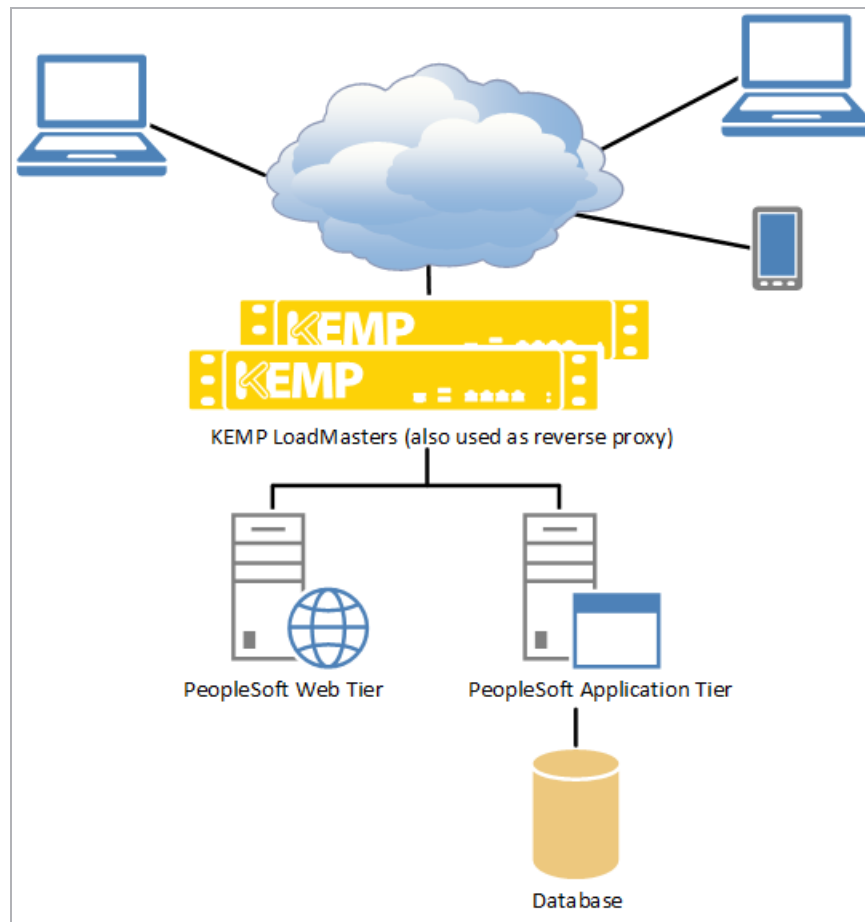 KEMP
KEMP
KEMP LoadMasters (also used as reverse proxy)
PeopleSoft Web Tier
PeopleSoft Application Tier
Database